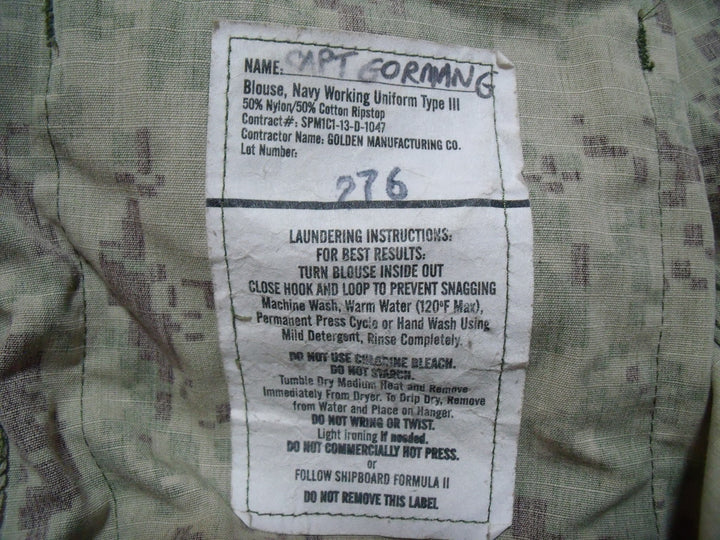 NAME: CAPT GORMANG
Blouse, Navy Working Uniform Type III
50% Nylon/50% Cotton Ripstop
Contract#: SPM1C1-13-D-1047
Contractor Name: GOLDEN MANUFACTURING CO.
Lot Number:
276
LAUNDERING INSTRUCTIONS:
FOR BEST RESULTS:
TURN BLOUSE INSIDE OUT
CLOSE HOOK AND LOOP TO PREVENT SNAGGING
Machine Wash, Warm Water (120ºF Max),
Permanent Press Cycle or Hand Wash Using
Mild Detergent, Rinse Completely.
DO NOT USE CHLORINE BLEACH.
DO NOT STARCH.
Tumble Dry Medium Heat and Remove
Immediately From Dryer. To Drip Dry, Remove
from Water and Place on Hanger.
DO NOT WRING OR TWIST.
Light Ironing if needed.
DO NOT COMMERCIALLY HOT PRESS.
or
FOLLOW SHIPBOARD FORMULA II
DO NOT REMOVE THIS LABEL